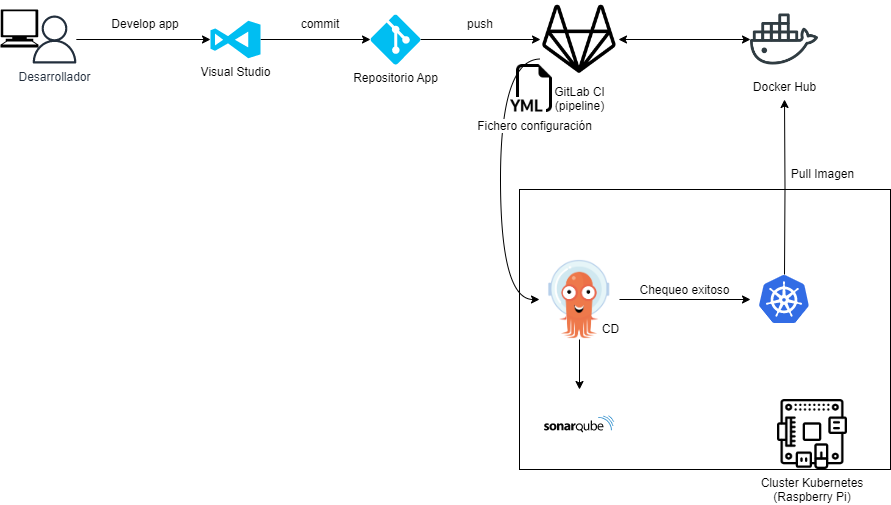 Develop app
commit
push
Desarrollador
Visual Studio
Repositorio App
GitLab CI
(pipeline)
Docker Hub
YML
Fichero configuración
Pull Imagen
Chequeo exitoso
CD
sonarqube
Cluster Kubernetes
(Raspberry Pi)